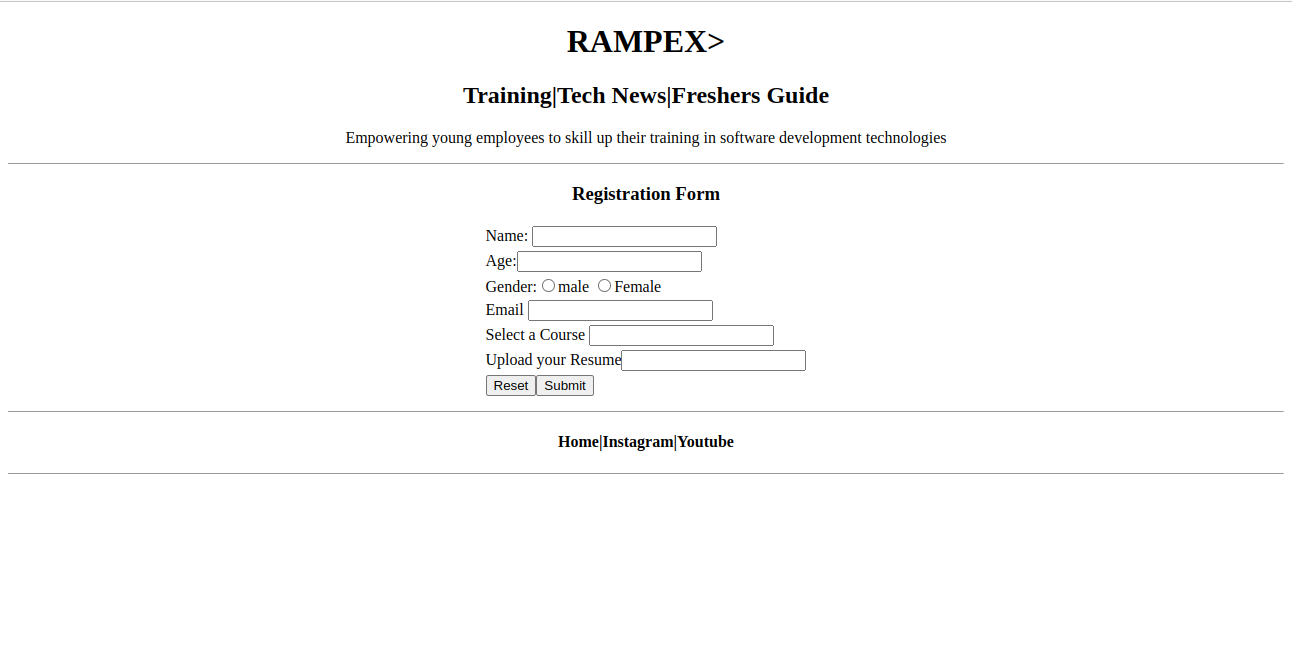 RAMPEX>
Training|Tech News|Freshers Guide
Empowering young employees to skill up their training in software development technologies
Registration Form
Name:
Age:
Gender: male Female
Email
Select a Course
Upload your Resume
Reset Submit
Home|Instagram|Youtube